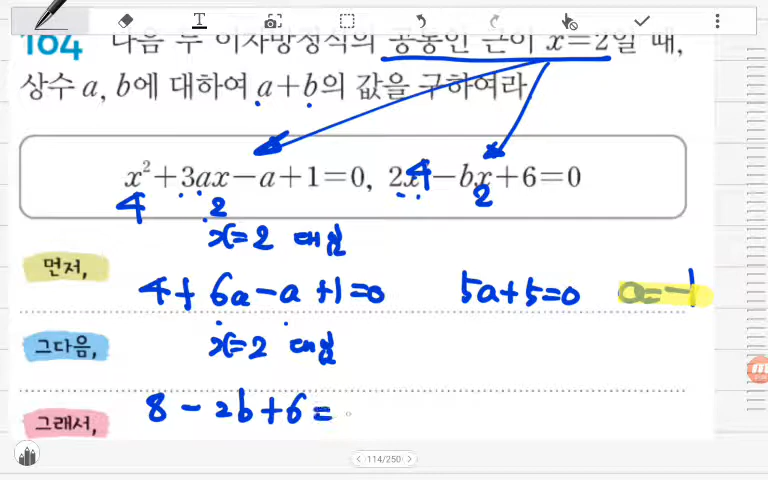 164 다음 두 이차방정식의 공통인 근이 x=2일 때,
상수 a, b에 대하여 a+b의 값을 구하여라.
x²+3ax-a+1=0, 2x 4-bx+6=0
4 2 2
x=2 대입
먼저,
4+6a-a+1=0 5a+5=0 a=-1
그다음,
x=2 대입
그래서,
8-2b+6=
114/250